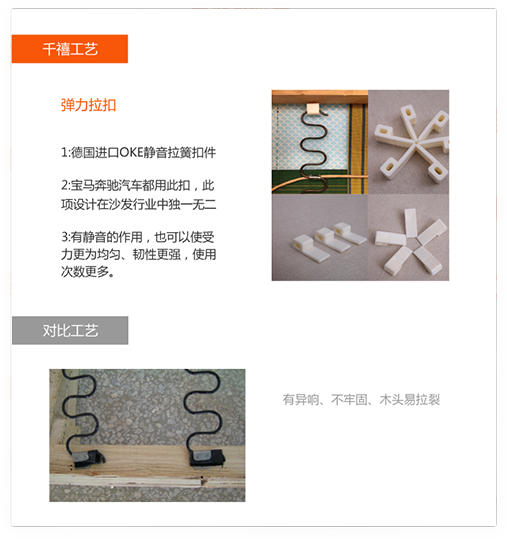 千禧工艺
弹力拉扣
1:德国进口OKE静音拉簧扣件
2:宝马奔驰汽车都用此扣，此
项设计在沙发行业中独一无二
3:有静音的作用，也可以使受
力更为均匀、韧性更强，使用
次数更多。
对比工艺
有异响、不牢固、木头易拉裂